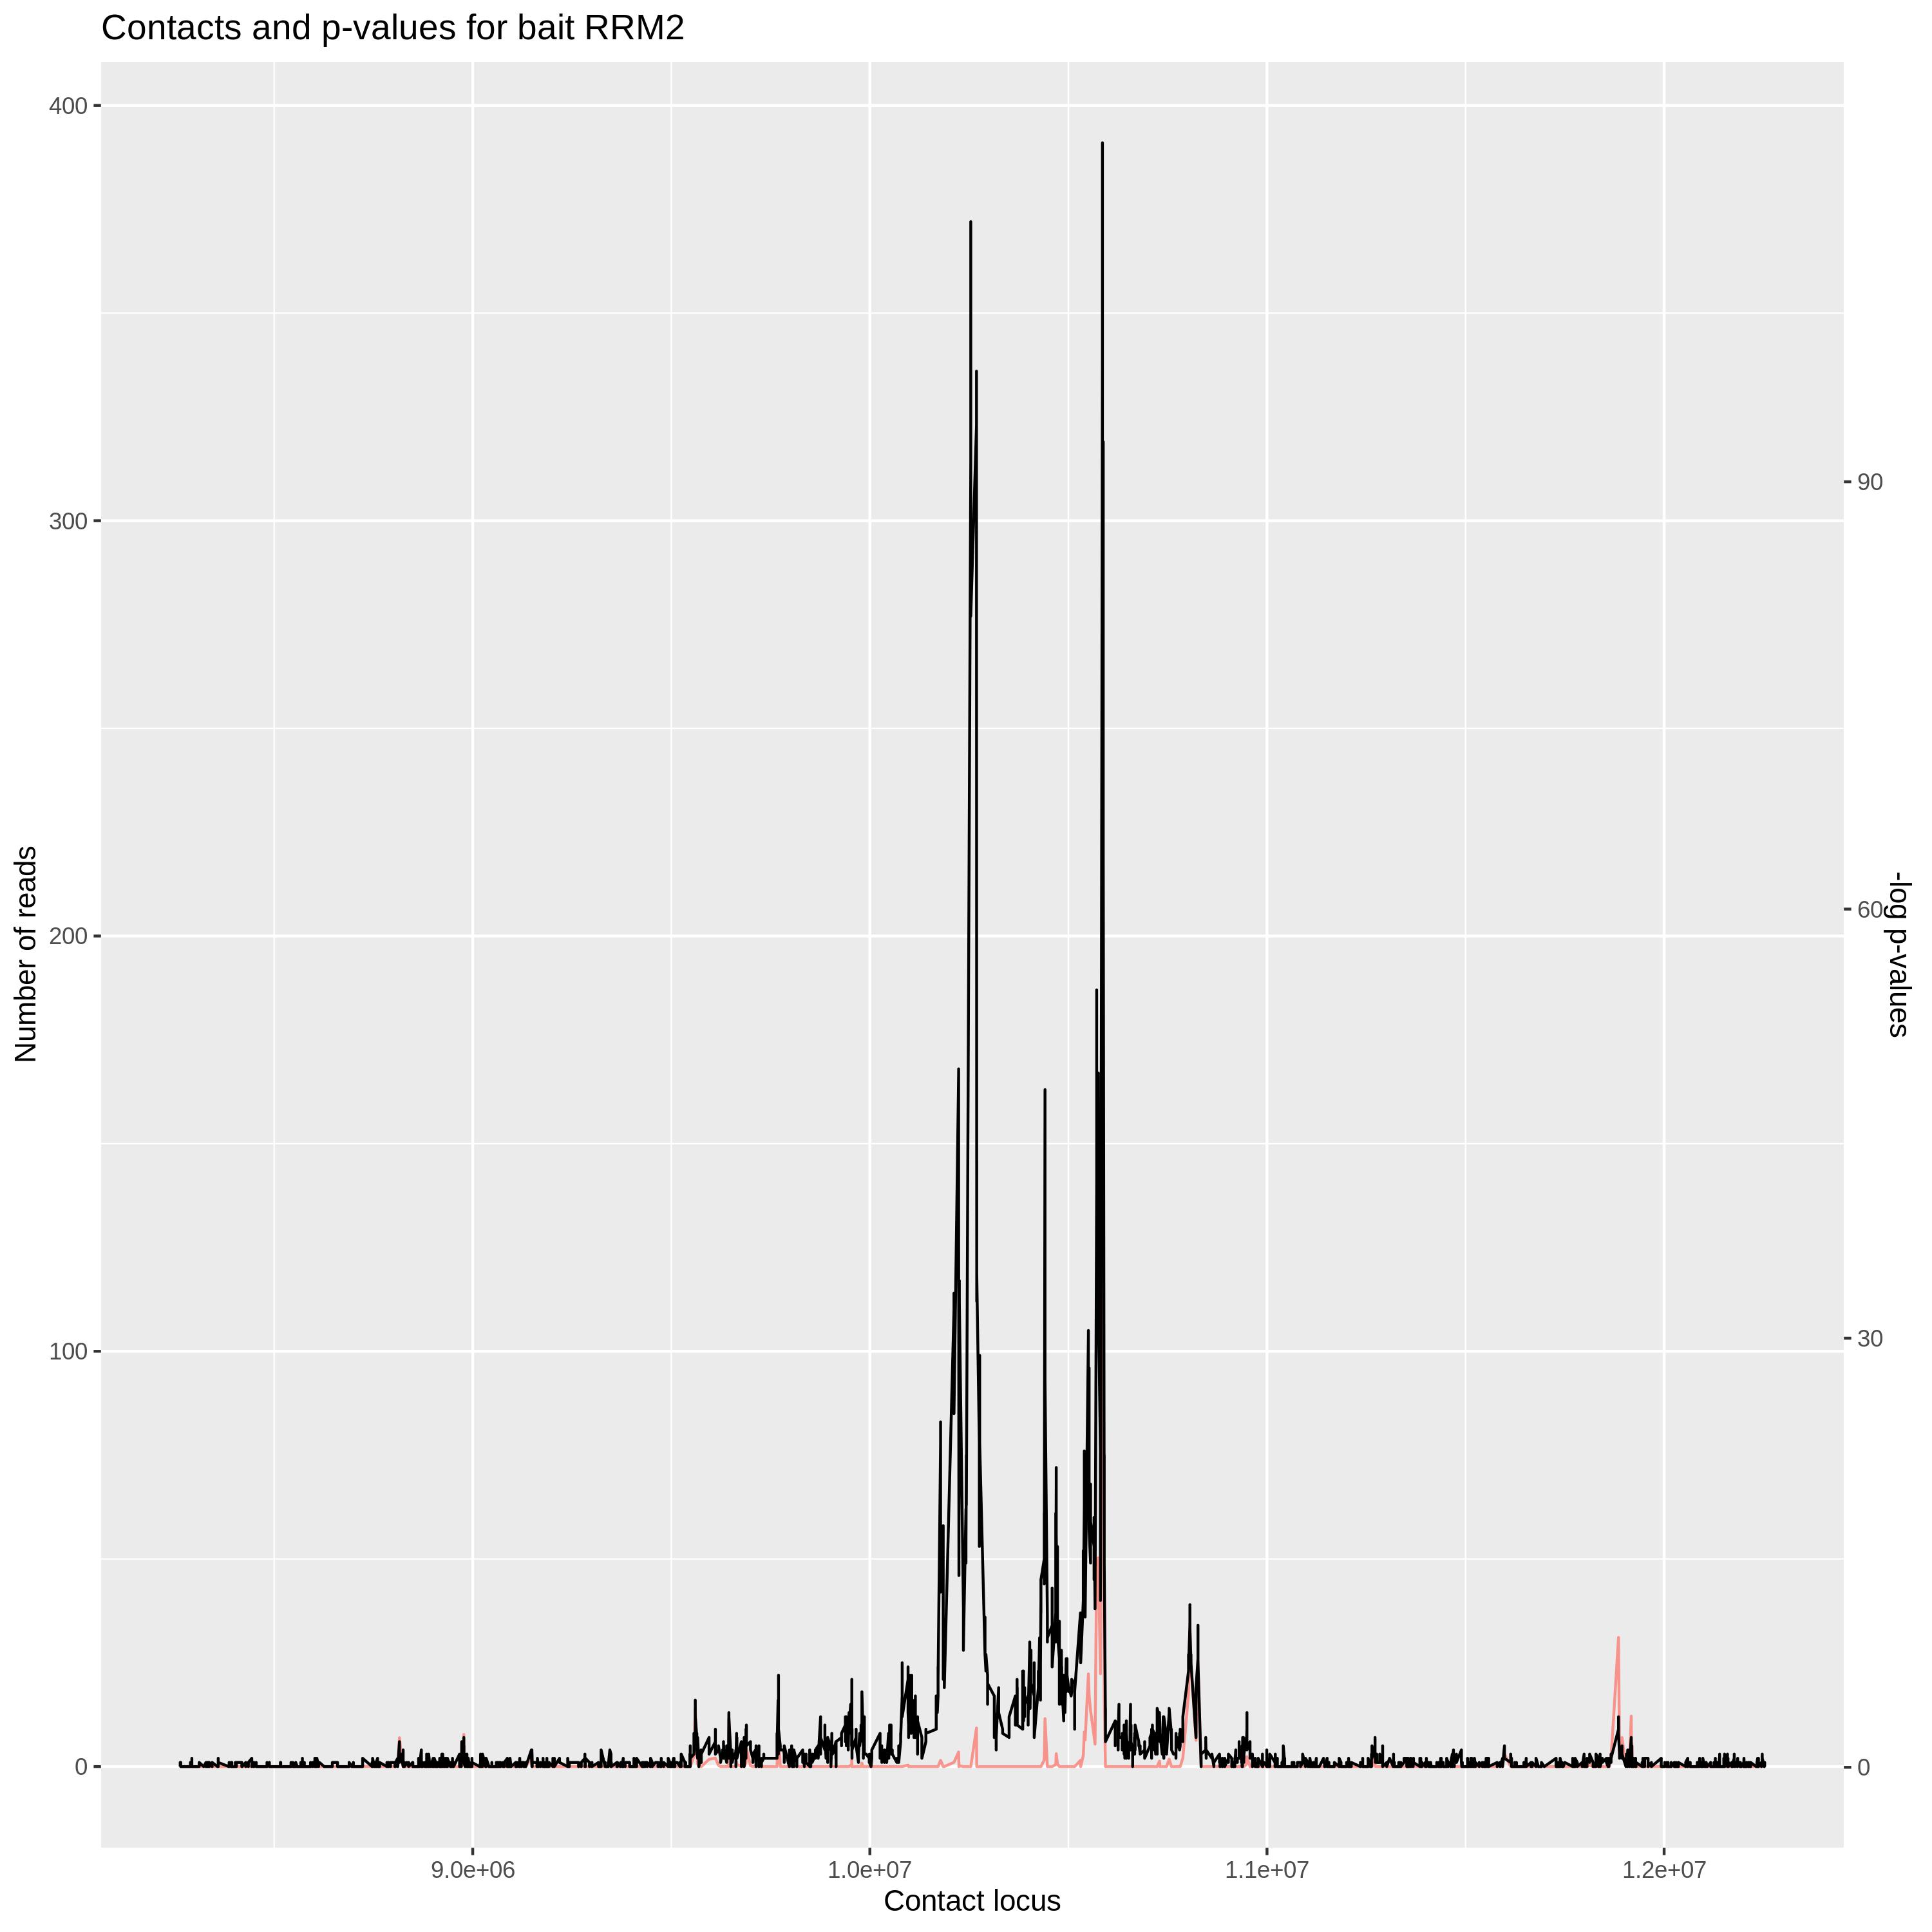 Contacts and p-values for bait RRM2
400
300
200
100
0
90
60
30
0
Number of reads
-log p-values
9.0e+06
1.0e+07
1.1e+07
1.2e+07
Contact locus